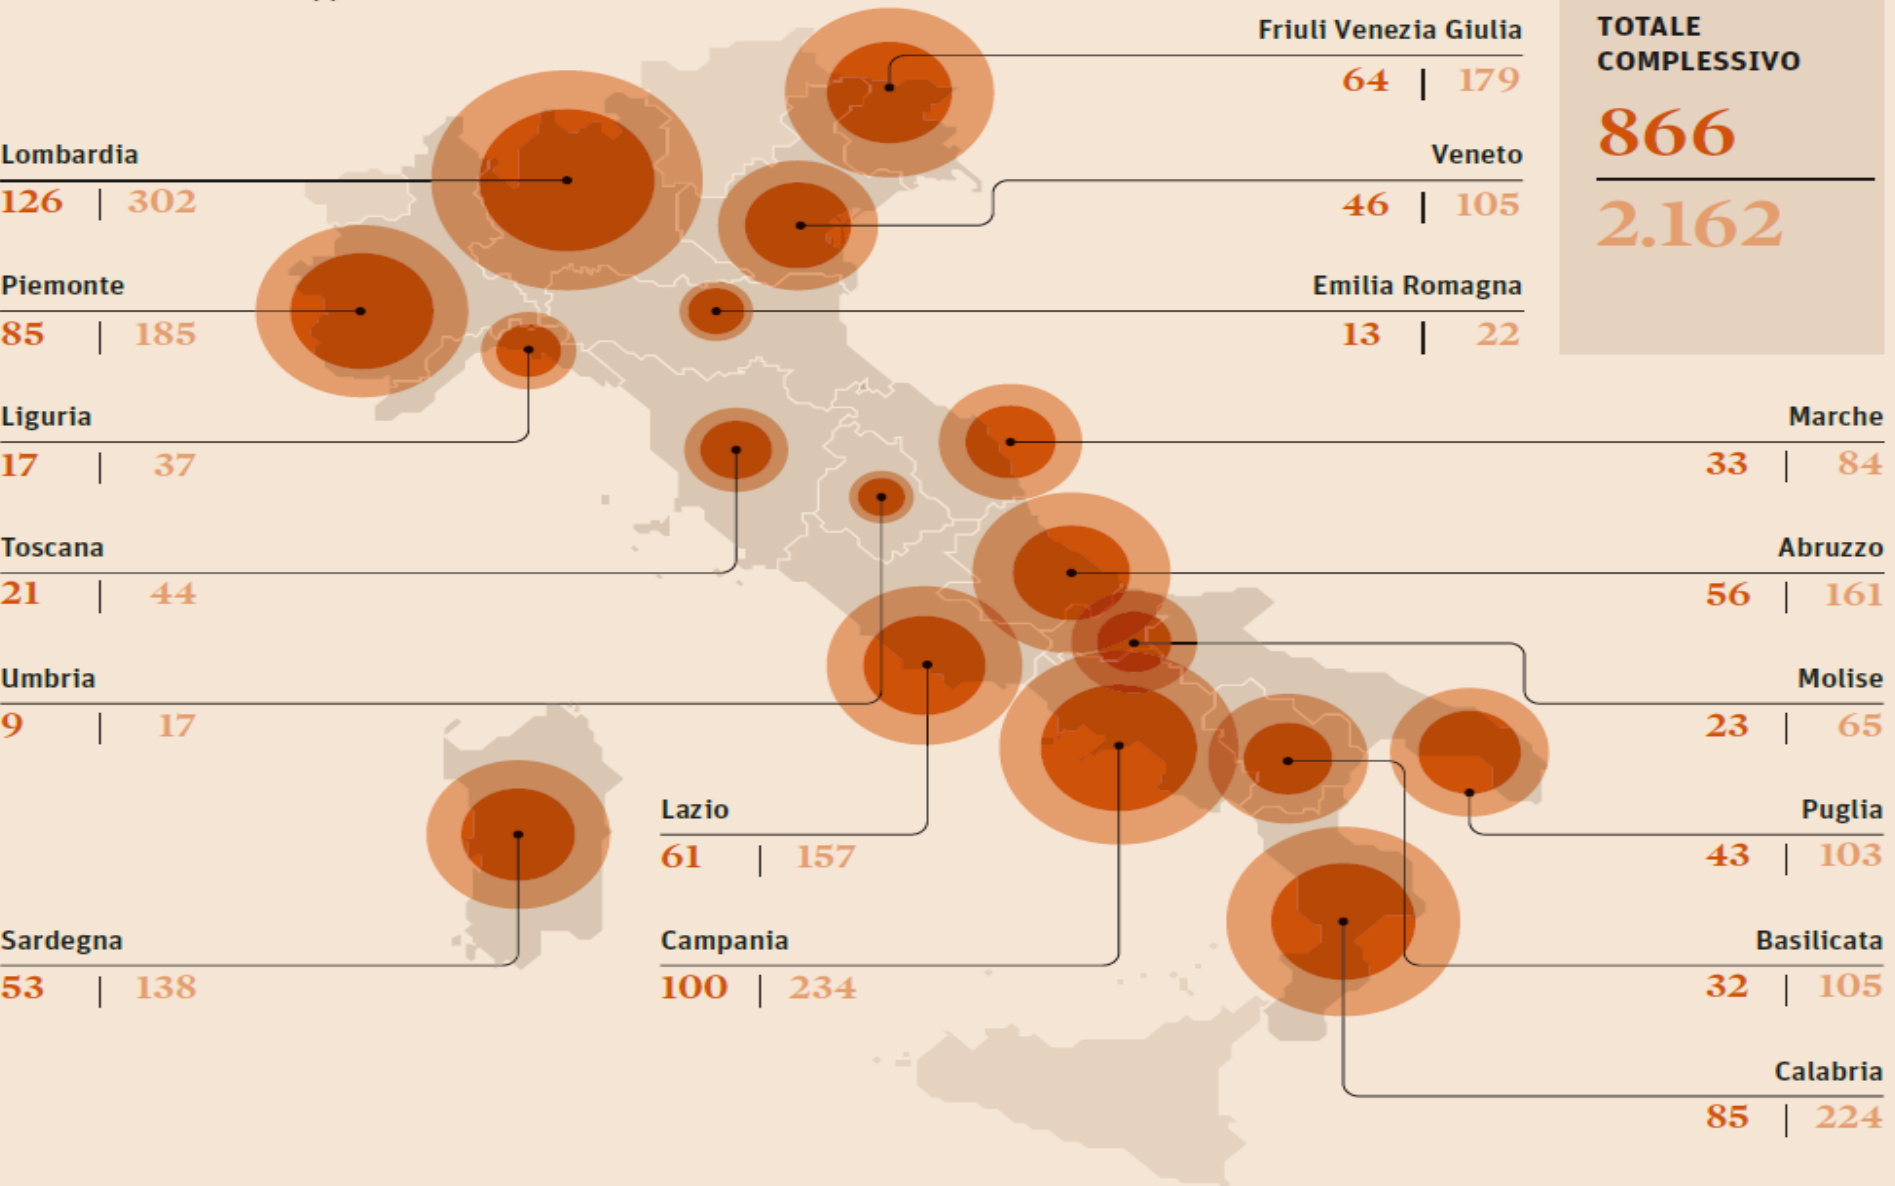 Friuli Venezia Giulia
64 | 179
TOTALE
COMPLESSIVO
866
2.162
Lombardia
126 | 302
Veneto
46 | 105
Piemonte
85 | 185
Emilia Romagna
13 | 22
Liguria
17 | 37
Marche
33 | 84
Toscana
21 | 44
Abruzzo
56 | 161
Umbria
9 | 17
Molise
23 | 65
Lazio
61 | 157
Puglia
43 | 103
Sardegna
53 | 138
Campania
100 | 234
Basilicata
32 | 105
Calabria
85 | 224